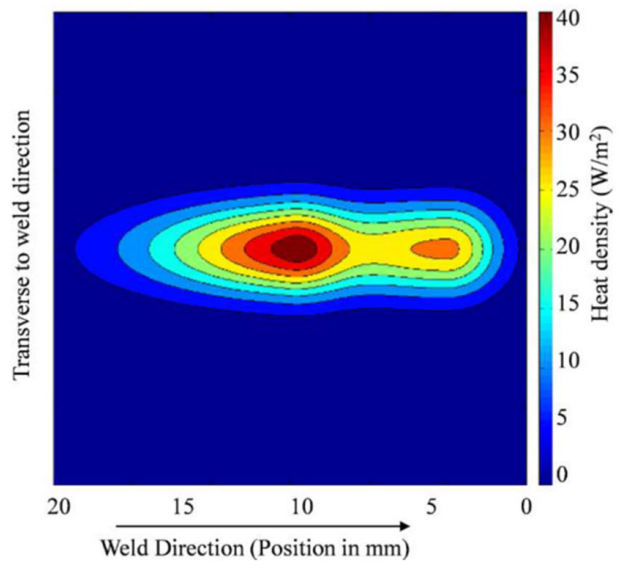 Transverse to weld direction
40
35
30
25
20
15
10
5
0
Heat density (W/m²)
20 15 10 5 0
Weld Direction (Position in mm)